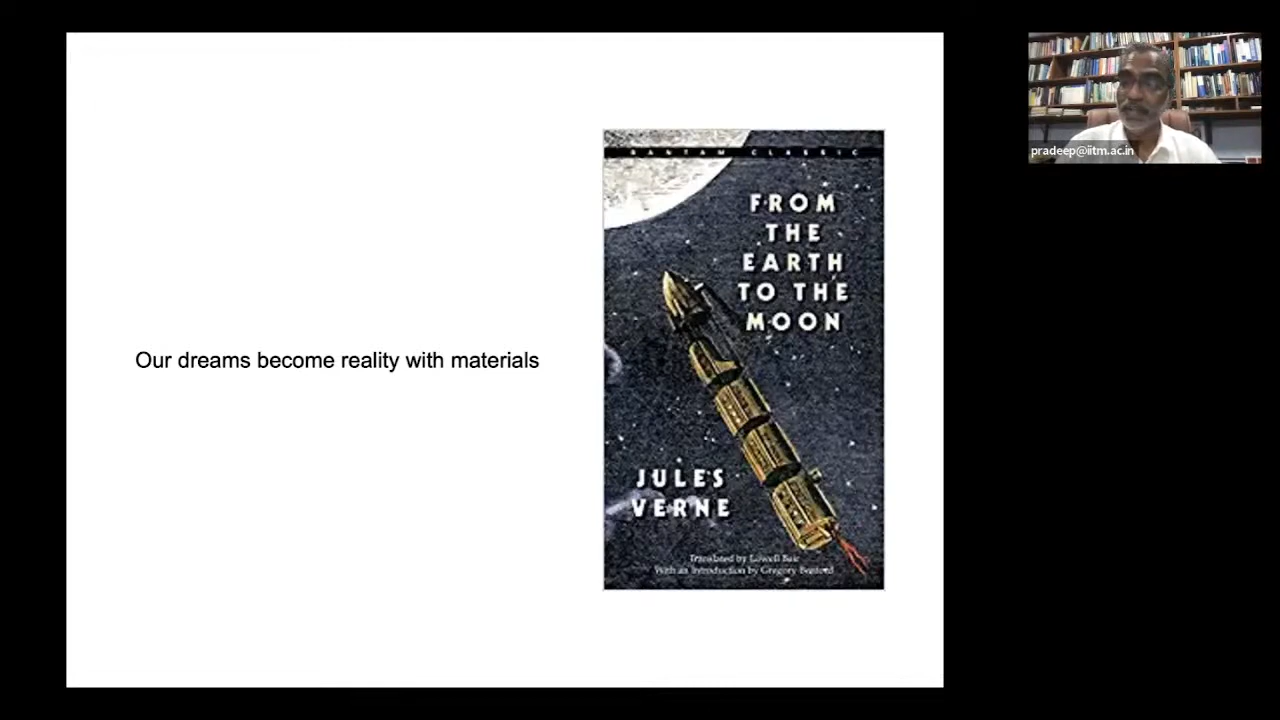 Our dreams become reality with materials
BANTAM CLASSIC
FROM
THE
EARTH
TO THE
MOON
JULES
VERNE
Translated by Lowell Bair
With an Introduction by Gregory Benford
pradeep@iitm.ac.in